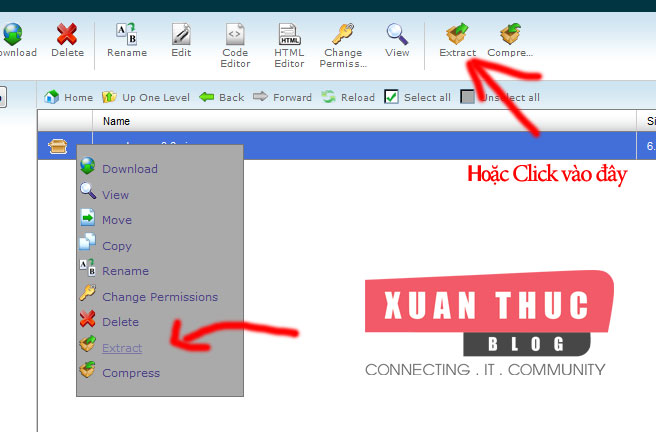 ownload
Delete
Rename
Edit
Code
Editor
HTML
Editor
Change
Permiss...
View
Extract
Compre...
Home
Up One Level
Back
Forward
Reload
Select all
Unselect all
Name
Si
6.
Download
View
Move
Copy
Rename
Change Permissions
Delete
Extract
Compress
Hoặc Click vào đây
XUAN THUC
BLOG
CONNECTING . IT . COMMUNITY